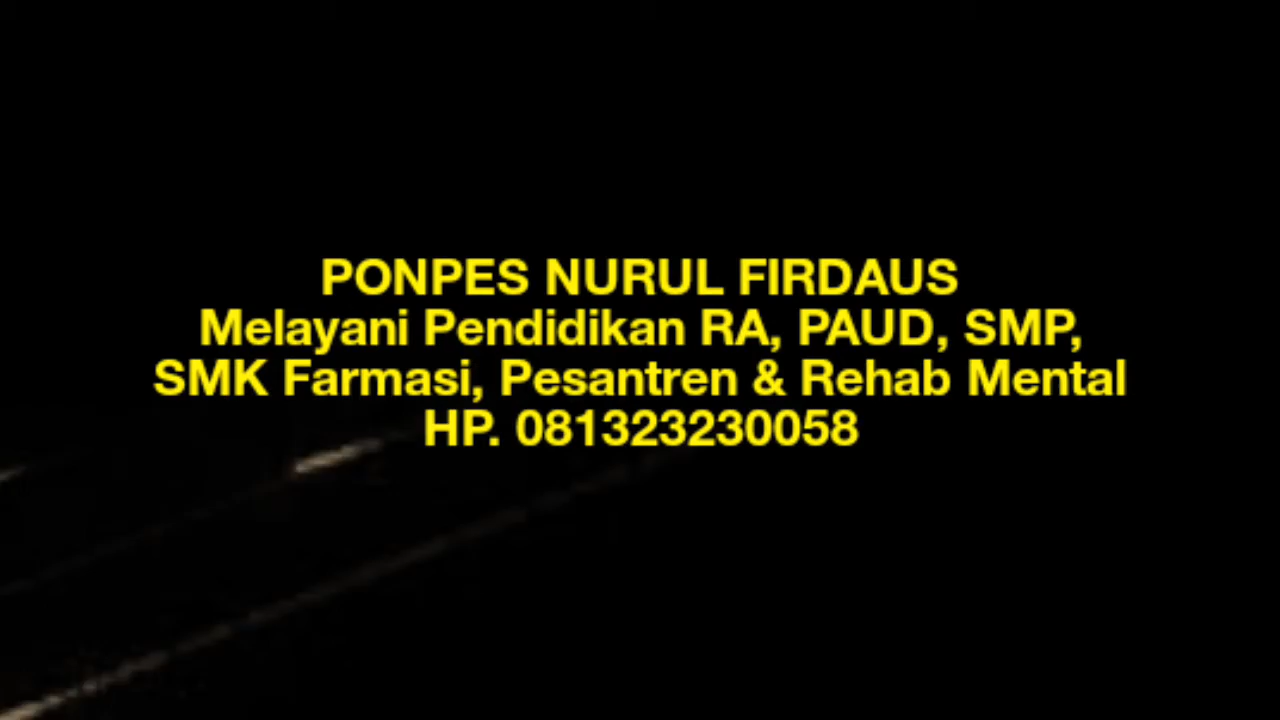 PONPES NURUL FIRDAUS
Melayani Pendidikan RA, PAUD, SMP,
SMK Farmasi, Pesantren & Rehab Mental
HP. 081323230058